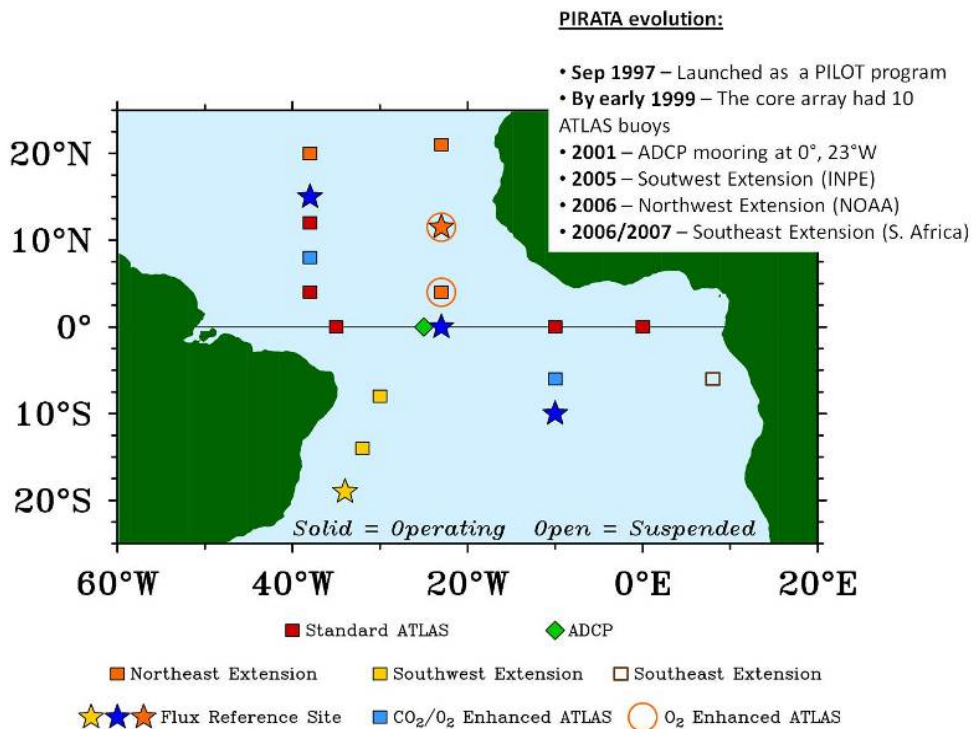 PIRATA evolution:
• Sep 1997 – Launched as a PILOT program
• By early 1999 – The core array had 10
ATLAS buoys
• 2001 – ADCP mooring at 0°, 23°W
• 2005 – Soutwest Extension (INPE)
• 2006 – Northwest Extension (NOAA)
• 2006/2007 – Southeast Extension (S. Africa)
20°N
10°N
0°
10°S
20°S
Solid = Operating Open = Suspended
60°W 40°W 20°W 0°E 20°E
Standard ATLAS ADCP
Northeast Extension Southwest Extension Southeast Extension
Flux Reference Site CO₂/O₂ Enhanced ATLAS O₂ Enhanced ATLAS